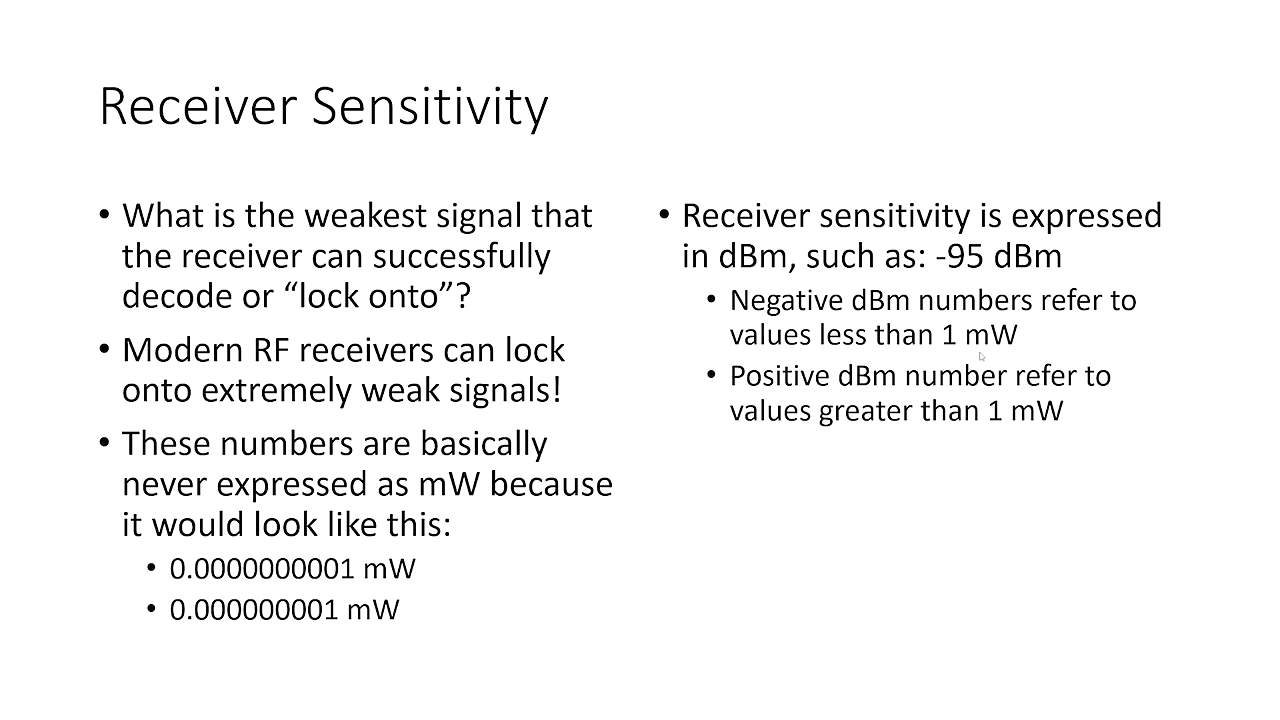 Receiver Sensitivity
• What is the weakest signal that
the receiver can successfully
decode or “lock onto”?
• Modern RF receivers can lock
onto extremely weak signals!
• These numbers are basically
never expressed as mW because
it would look like this:
• 0.0000000001 mW
• 0.000000001 mW
• Receiver sensitivity is expressed
in dBm, such as: -95 dBm
• Negative dBm numbers refer to
values less than 1 mW
• Positive dBm number refer to
values greater than 1 mW